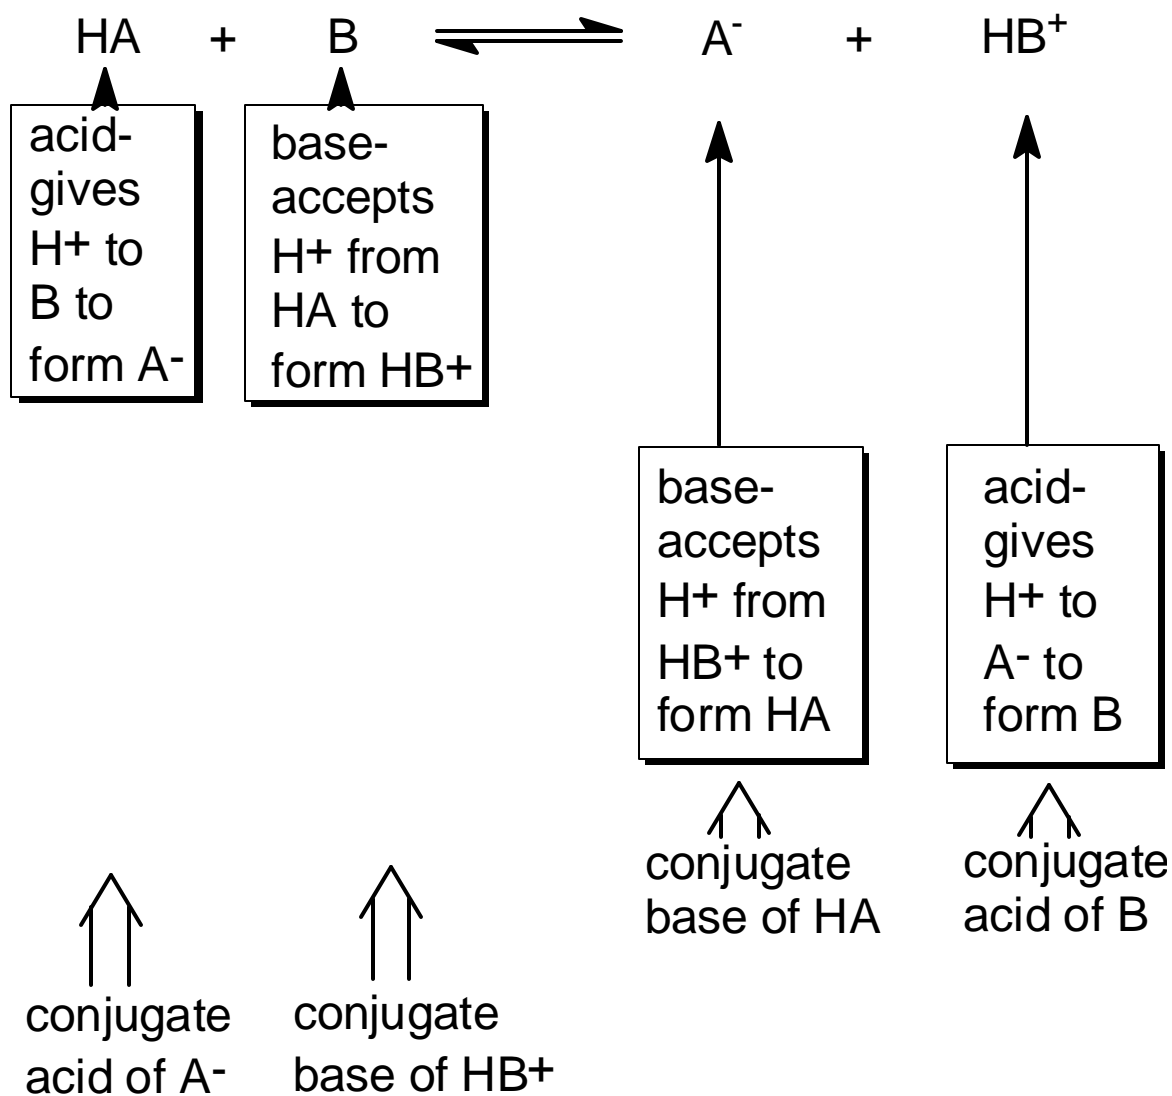 HA + B A⁻ + HB⁺
acid-
gives
H+ to
B to
form A-
base-
accepts
H+ from
HA to
form HB+
base-
accepts
H+ from
HB+ to
form HA
acid-
gives
H+ to
A- to
form B
conjugate
base of HA
conjugate
acid of B
conjugate
acid of A-
conjugate
base of HB+